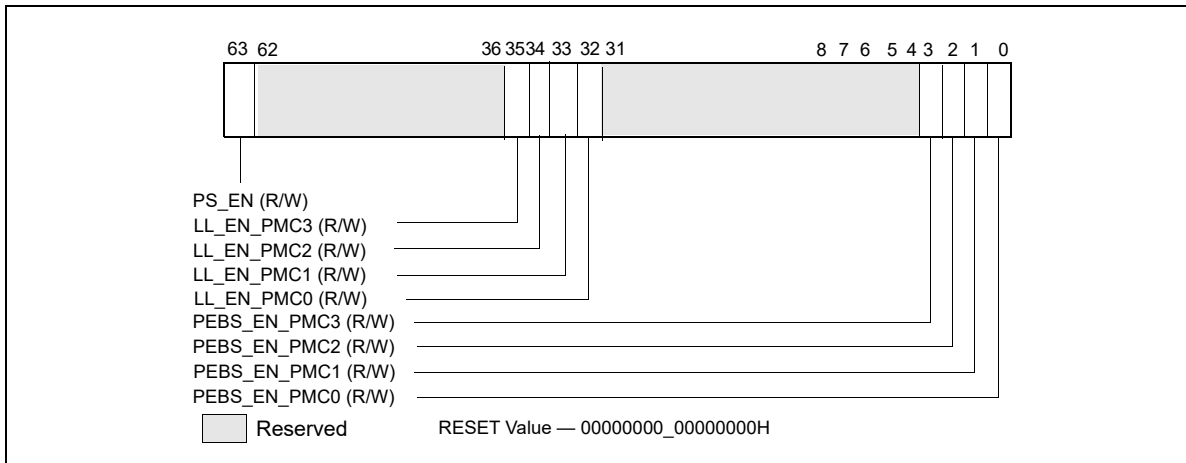 63 62 36 35 34 33 32 31 8 7 6 5 4 3 2 1 0
PS_EN (R/W)
LL_EN_PMC3 (R/W)
LL_EN_PMC2 (R/W)
LL_EN_PMC1 (R/W)
LL_EN_PMC0 (R/W)
PEBS_EN_PMC3 (R/W)
PEBS_EN_PMC2 (R/W)
PEBS_EN_PMC1 (R/W)
PEBS_EN_PMC0 (R/W)
Reserved RESET Value — 00000000_00000000H